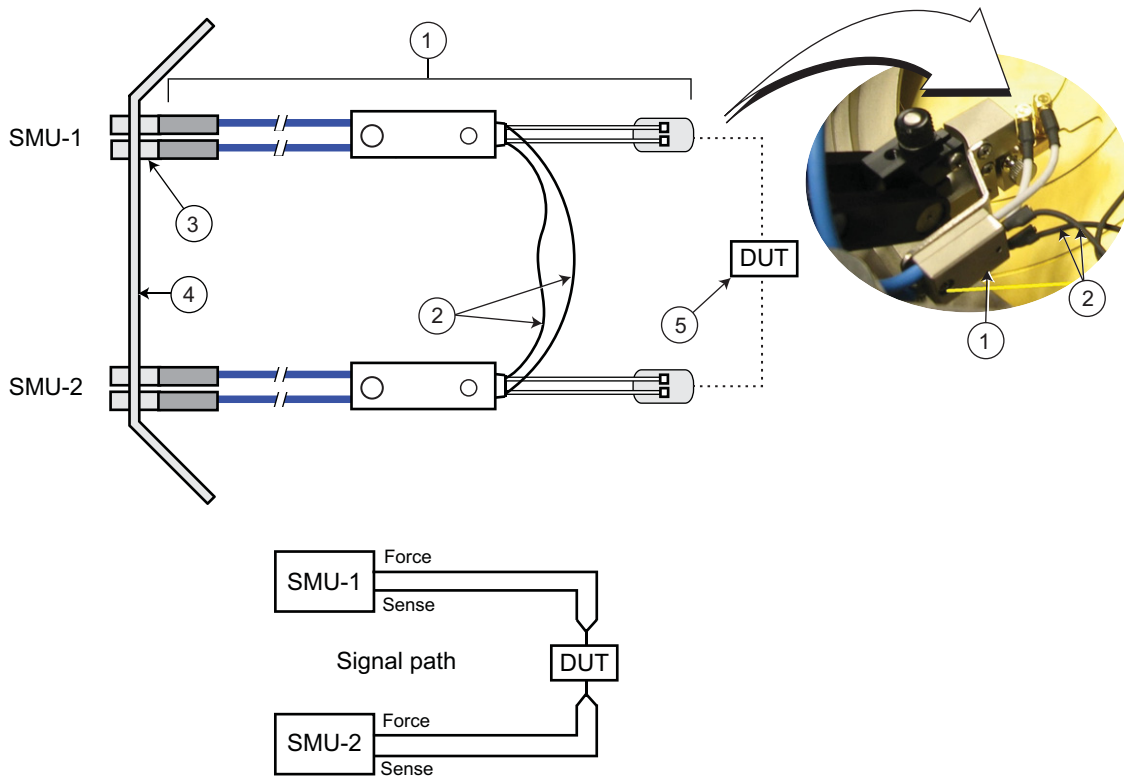 1
SMU-1
3
4
2
DUT
5
SMU-2
1
2
SMU-1
Force
Sense
Signal path
DUT
SMU-2
Force
Sense